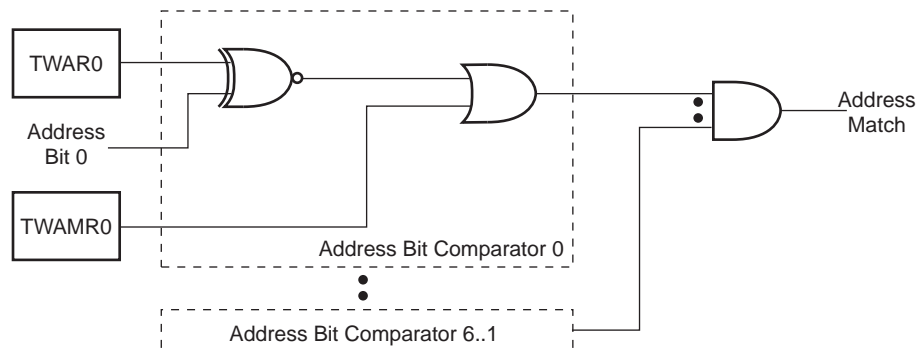 TWAR0
Address
Bit 0
TWAMR0
Address Bit Comparator 0
Address Bit Comparator 6..1
Address
Match